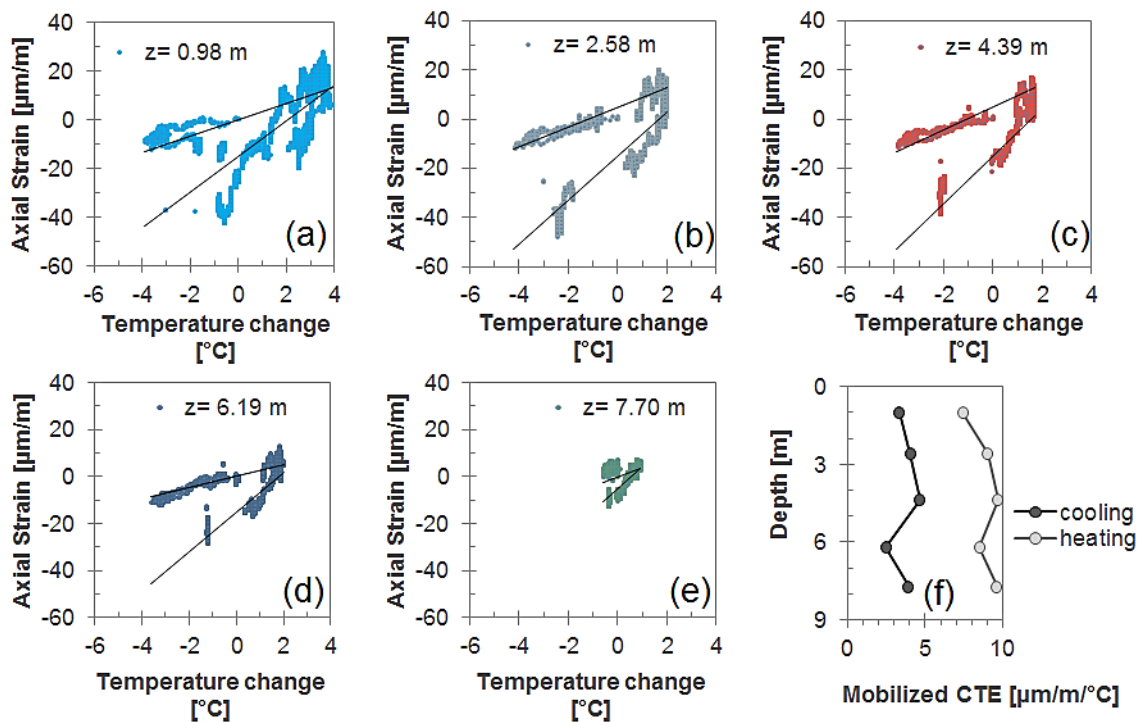 40
20
0
-20
-40
-60
Axial Strain [µm/m]
z= 0.98 m
(a)
-6 -4 -2 0 2 4
Temperature change
[°C]
40
20
0
-20
-40
-60
Axial Strain [µm/m]
z= 2.58 m
(b)
-6 -4 -2 0 2 4
Temperature change
[°C]
40
20
0
-20
-40
-60
Axial Strain [µm/m]
z= 4.39 m
(c)
-6 -4 -2 0 2 4
Temperature change
[°C]
40
20
0
-20
-40
-60
Axial Strain [µm/m]
z= 6.19 m
(d)
-6 -4 -2 0 2 4
Temperature change
[°C]
40
20
0
-20
-40
-60
Axial Strain [µm/m]
z= 7.70 m
(e)
-6 -4 -2 0 2 4
Temperature change
[°C]
0
3
6
9
Depth [m]
cooling
heating
(f)
0 5 10
Mobilized CTE [µm/m/°C]